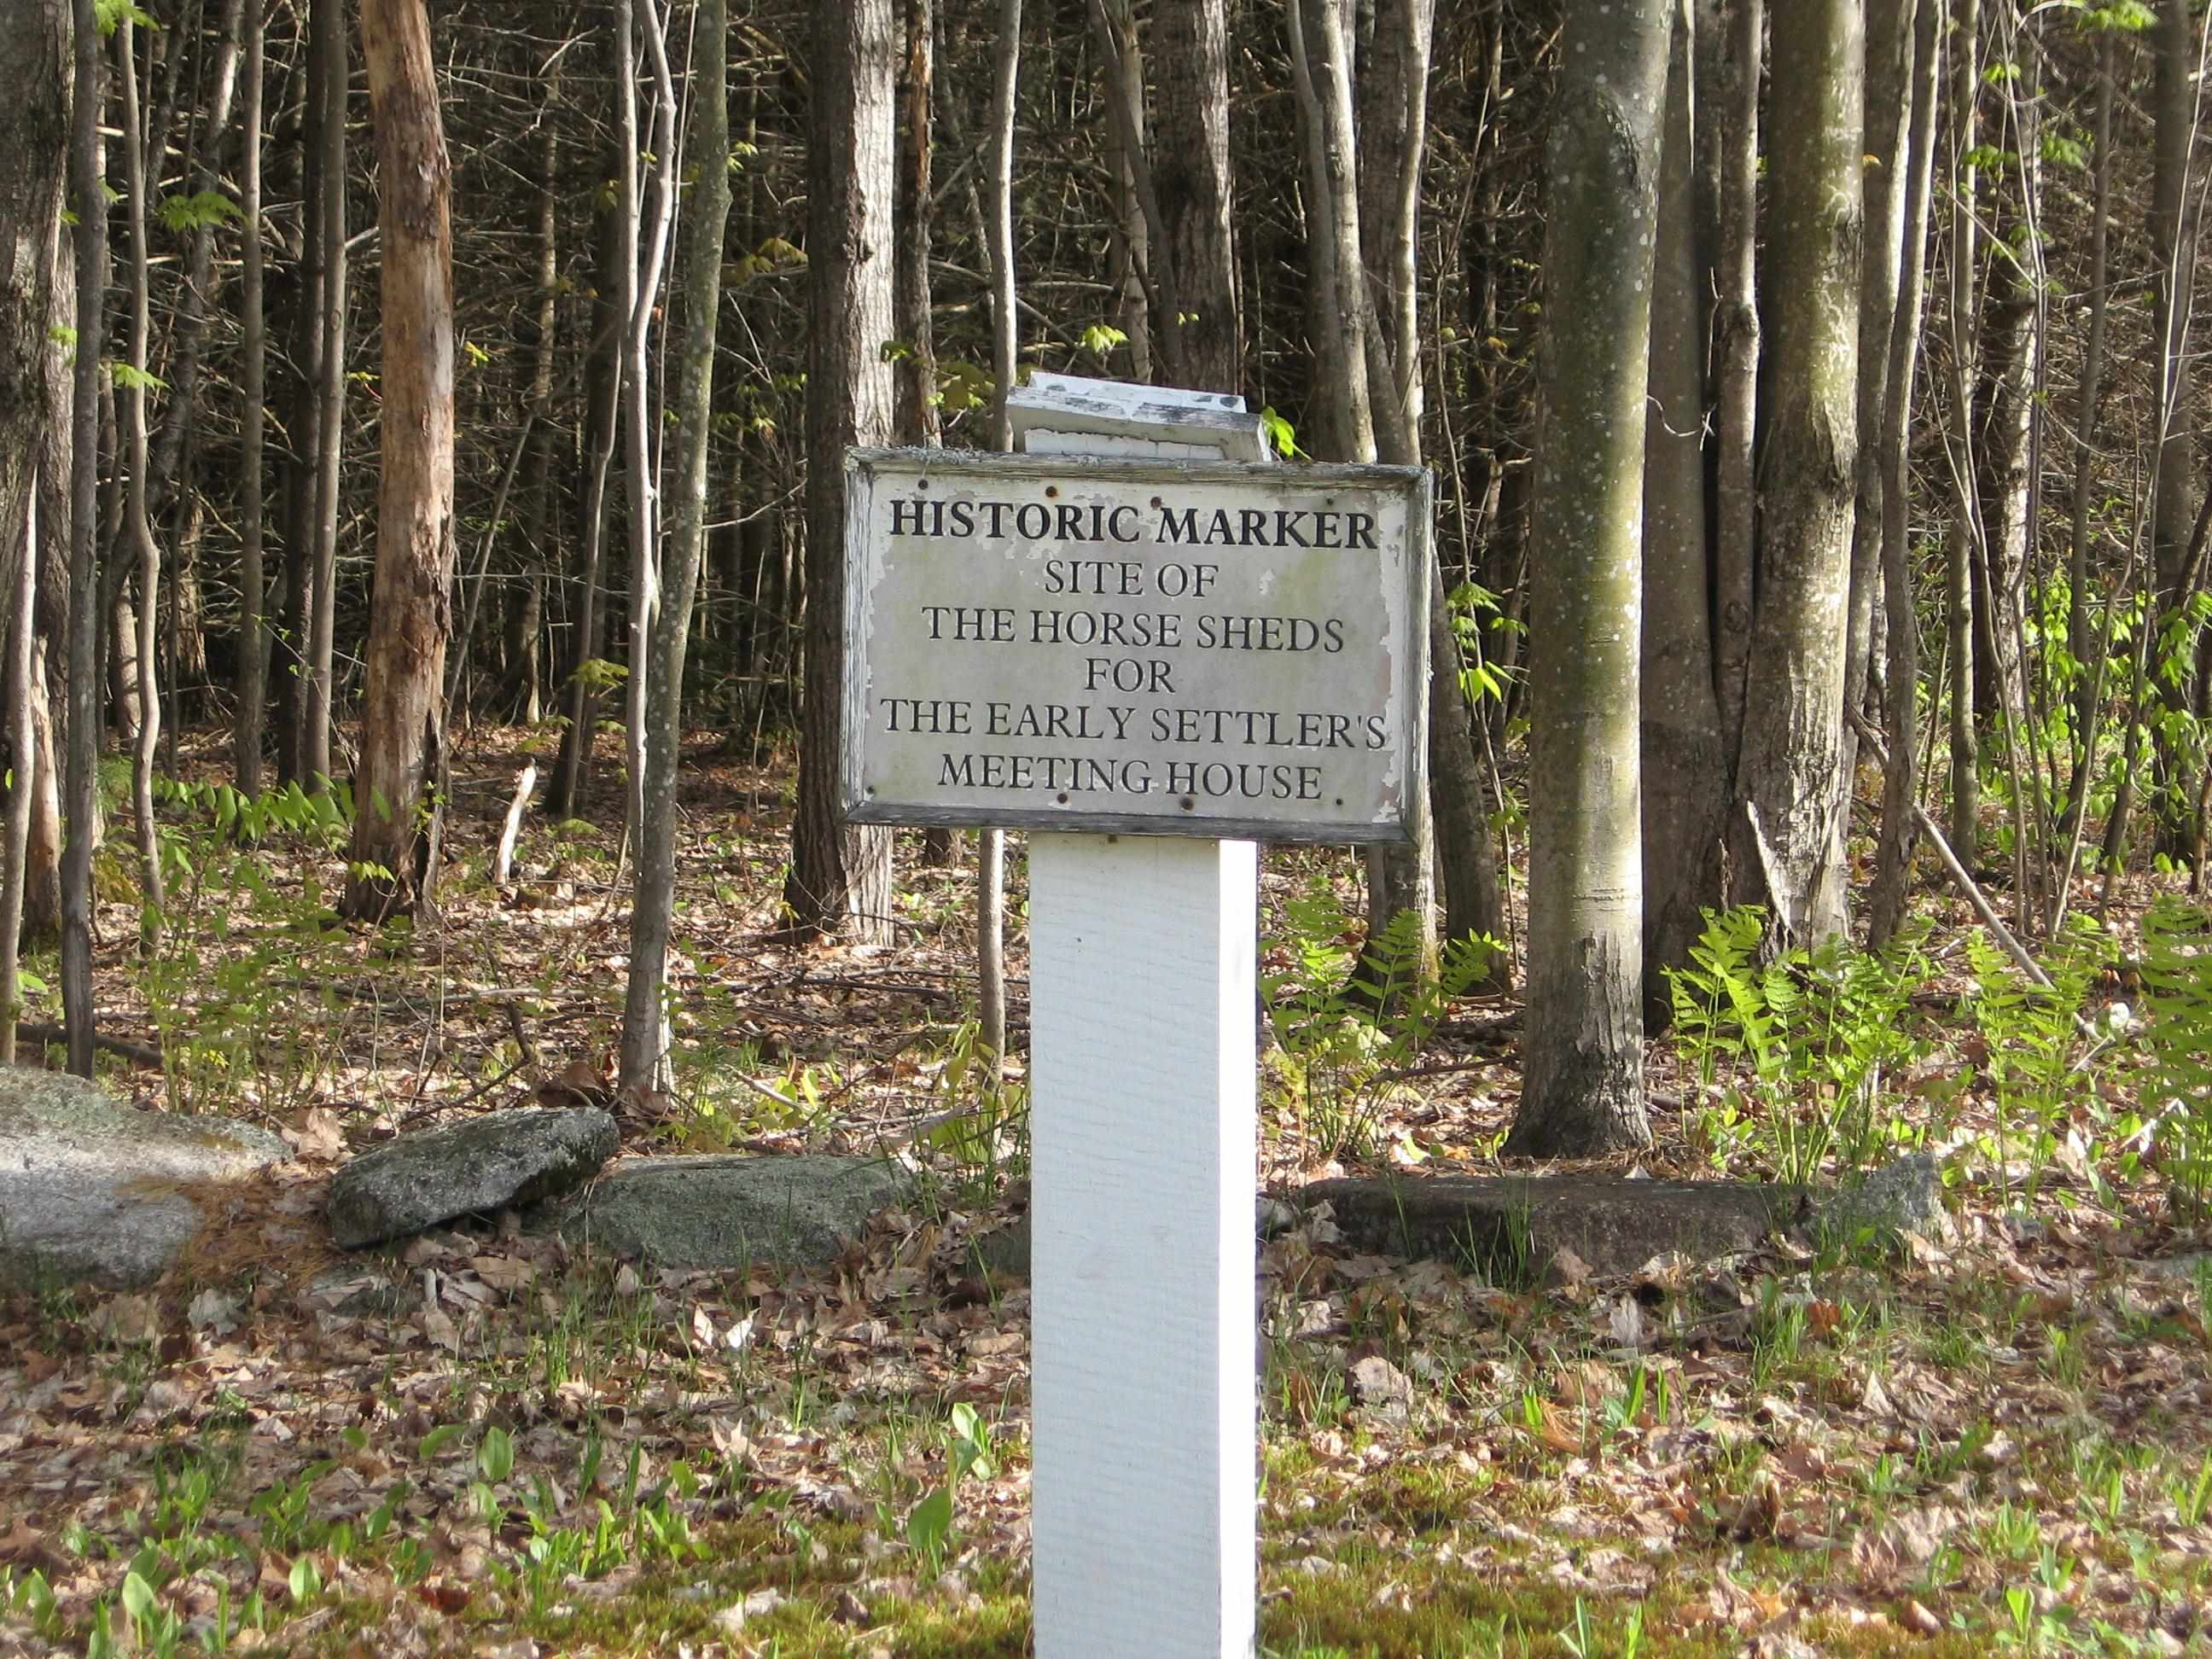 HISTORIC MARKER
SITE OF
THE HORSE SHEDS
FOR
THE EARLY SETTLER'S
MEETING HOUSE